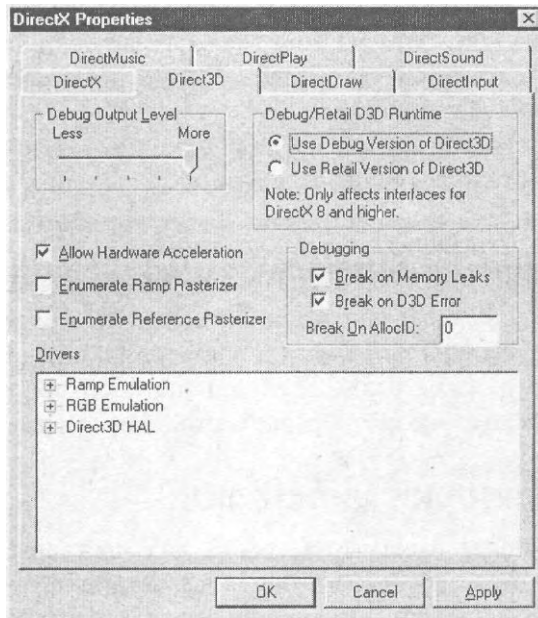 DirectX Properties
DirectMusic DirectPlay DirectSound
DirectX Direct3D DirectDraw DirectInput
Debug Output Level
Less More
Debug/Retail D3D Runtime
Use Debug Version of Direct3D
Use Retail Version of Direct3D
Note: Only affects interfaces for
DirectX 8 and higher.
Allow Hardware Acceleration
Enumerate Ramp Rasterizer
Enumerate Reference Rasterizer
Debugging
Break on Memory Leaks
Break on D3D Error
Break On AllocID: 0
Drivers
Ramp Emulation
RGB Emulation
Direct3D HAL
OK Cancel Apply